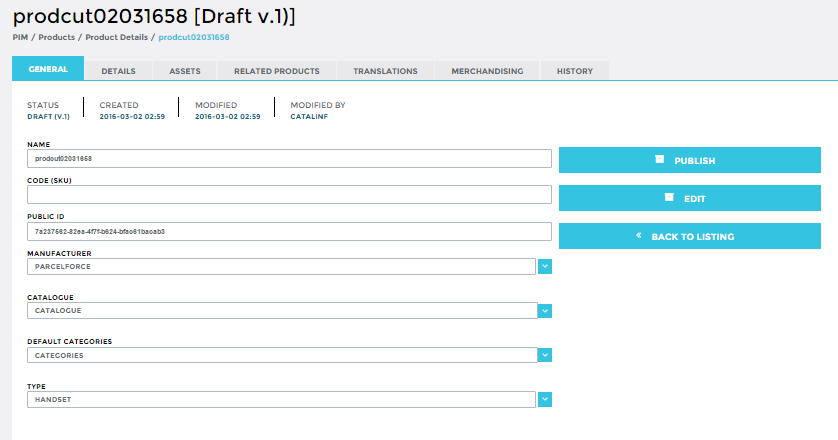 prodcut02031658 [Draft v.1)]
PIM / Products / Product Details / prodcut02031658
GENERAL DETAILS ASSETS RELATED PRODUCTS TRANSLATIONS MERCHANDISING HISTORY
STATUS CREATED MODIFIED MODIFIED BY
DRAFT (V.1) 2016-03-02 02:59 2016-03-02 02:59 CATALINF
NAME
prodcut02031658
PUBLISH
CODE (SKU)
EDIT
PUBLIC ID
7a237662-82ea-4f7f-b624-bfac61bacab3
« BACK TO LISTING
MANUFACTURER
PARCELFORCE
CATALOGUE
CATALOGUE
DEFAULT CATEGORIES
CATEGORIES
TYPE
HANDSET